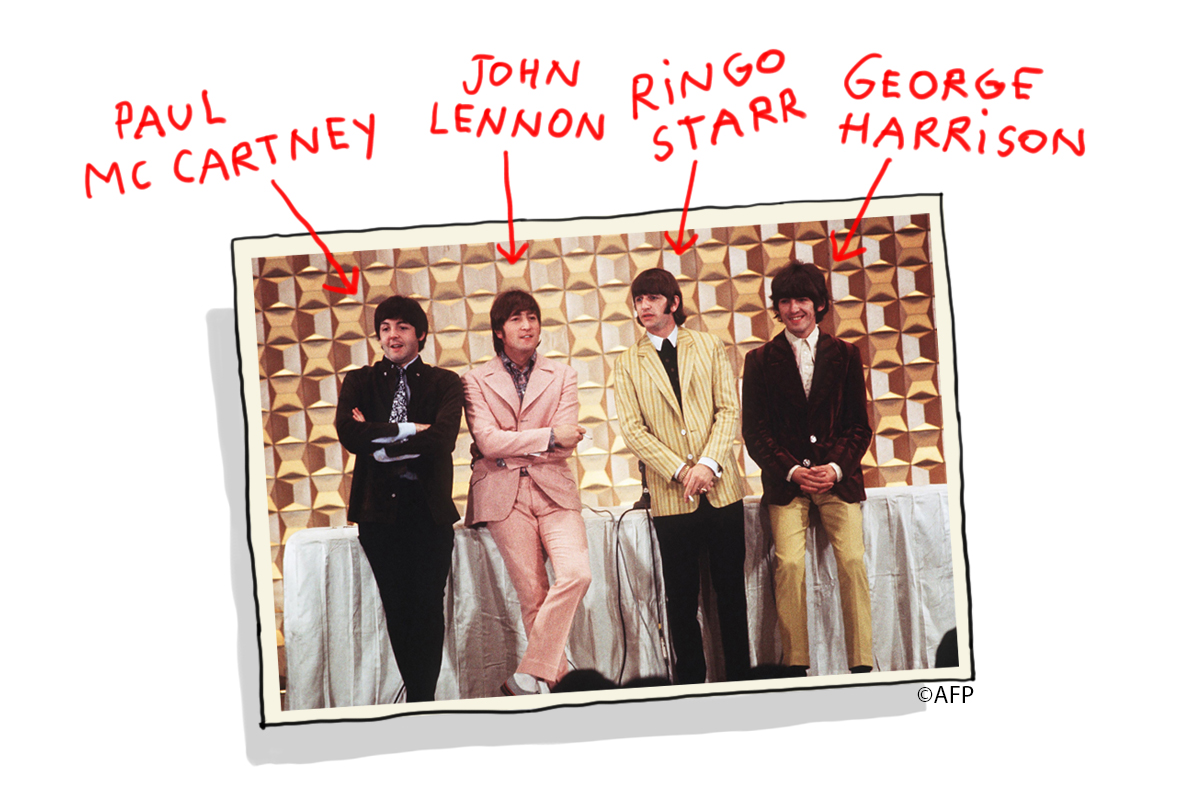 PAUL
MC CARTNEY
JOHN
LENNON
RiNGO
STARR
GEORGE
HARRiSON
©AFP